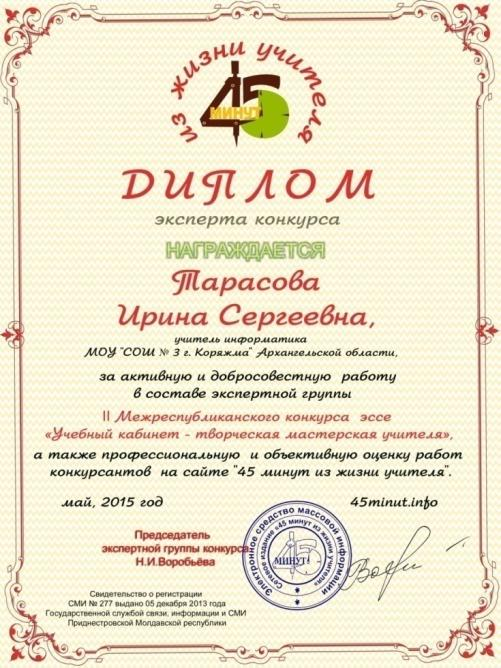 из жизни учителя
45
МИНУТ
ДИПЛОМ
эксперта конкурса
НАГРАЖДАЕТСЯ
Тарасова
Ирина Сергеевна,
учитель информатика
МОУ "СОШ № 3 г. Коряжма" Архангельской области,
за активную и добросовестную работу
в составе экспертной группы
II Межреспубликанского конкурса эссе
«Учебный кабинет - творческая мастерская учителя»,
а также профессиональную и объективную оценку работ
конкурсантов на сайте "45 минут из жизни учителя".
май, 2015 год
45minut.info
Председатель
экспертной группы конкурса
Н.И.Воробьёва
Электронное средство массовой информации
Сетевое издание «45 минут из жизни учителя»
МИНУТ
Свидетельство о регистрации
СМИ № 277 выдано 05 декабря 2013 года
Государственной службой связи, информации и СМИ
Приднестровской Молдавской республики